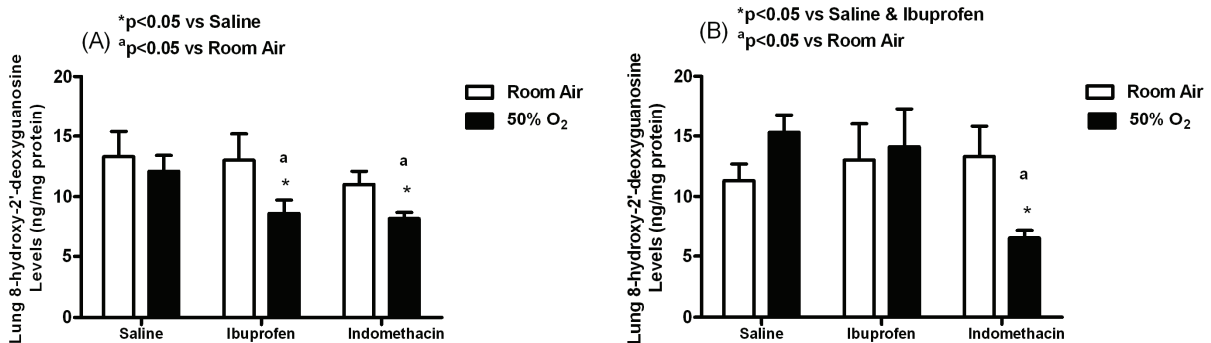 *p<0.05 vs Saline
(A) ᵃp<0.05 vs Room Air
Lung 8-hydroxy-2'-deoxyguanosine
Levels (ng/mg protein)
20
15
10
5
0
a
*
a
*
Saline
Ibuprofen
Indomethacin
Room Air
50% O₂
*p<0.05 vs Saline & Ibuprofen
(B) ᵃp<0.05 vs Room Air
Lung 8-hydroxy-2'-deoxyguanosine
Levels (ng/mg protein)
20
15
10
5
0
a
*
Saline
Ibuprofen
Indomethacin
Room Air
50% O₂